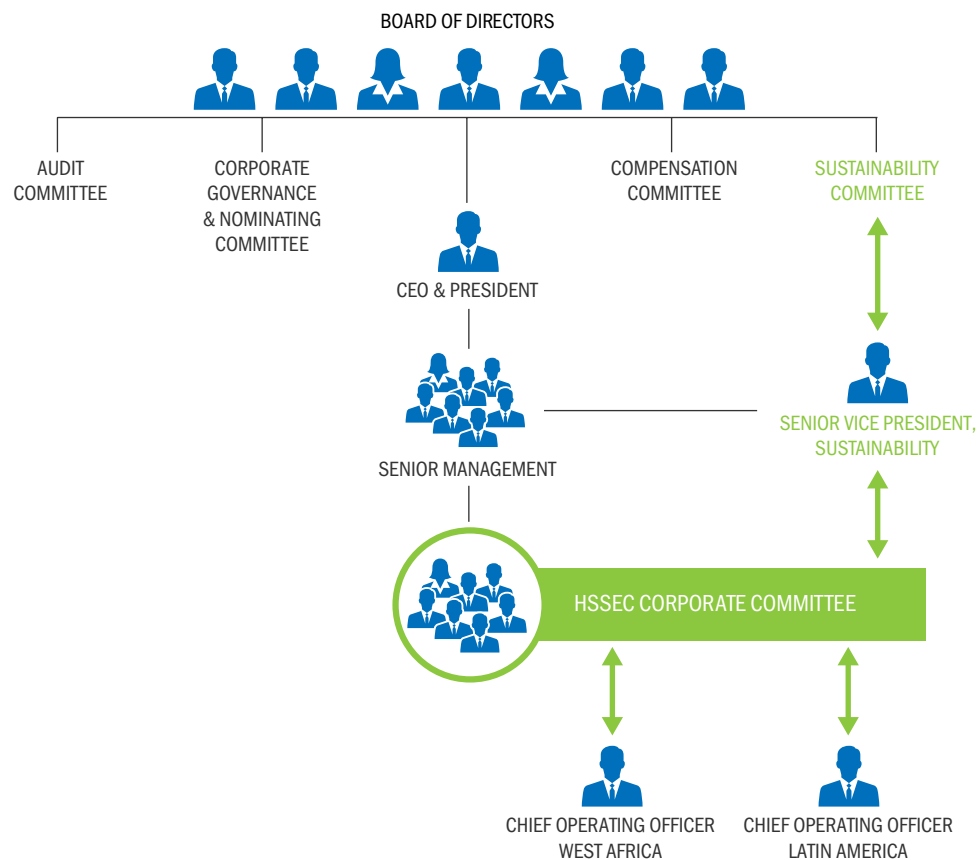 BOARD OF DIRECTORS
AUDIT
COMMITTEE
CORPORATE
GOVERNANCE
& NOMINATING
COMMITTEE
COMPENSATION
COMMITTEE
SUSTAINABILITY
COMMITTEE
CEO & PRESIDENT
SENIOR VICE PRESIDENT,
SUSTAINABILITY
SENIOR MANAGEMENT
HSSEC CORPORATE COMMITTEE
CHIEF OPERATING OFFICER
WEST AFRICA
CHIEF OPERATING OFFICER
LATIN AMERICA